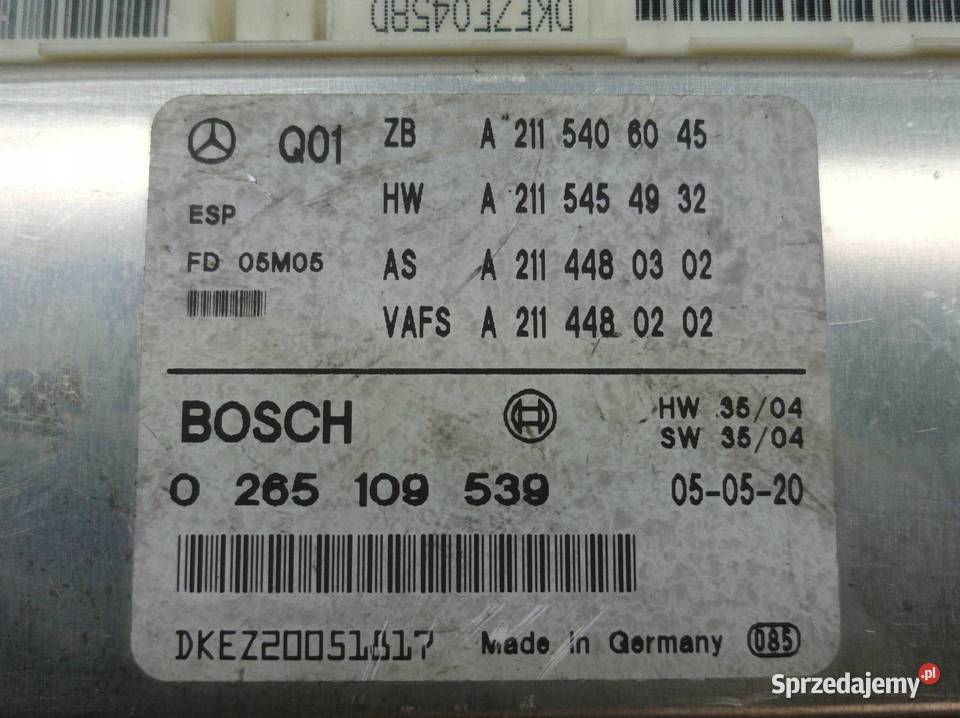 DKEZE0458D
Q01 ZB A 211 540 60 45
HW A 211 545 49 32
ESP
FD 05M05 AS A 211 448 03 02
VAFS A 211 448 02 02
BOSCH
HW 35/04
SW 35/04
0 265 109 539 05-05-20
DKEZ20051817 Made in Germany 085
Sprzedajemy.pl